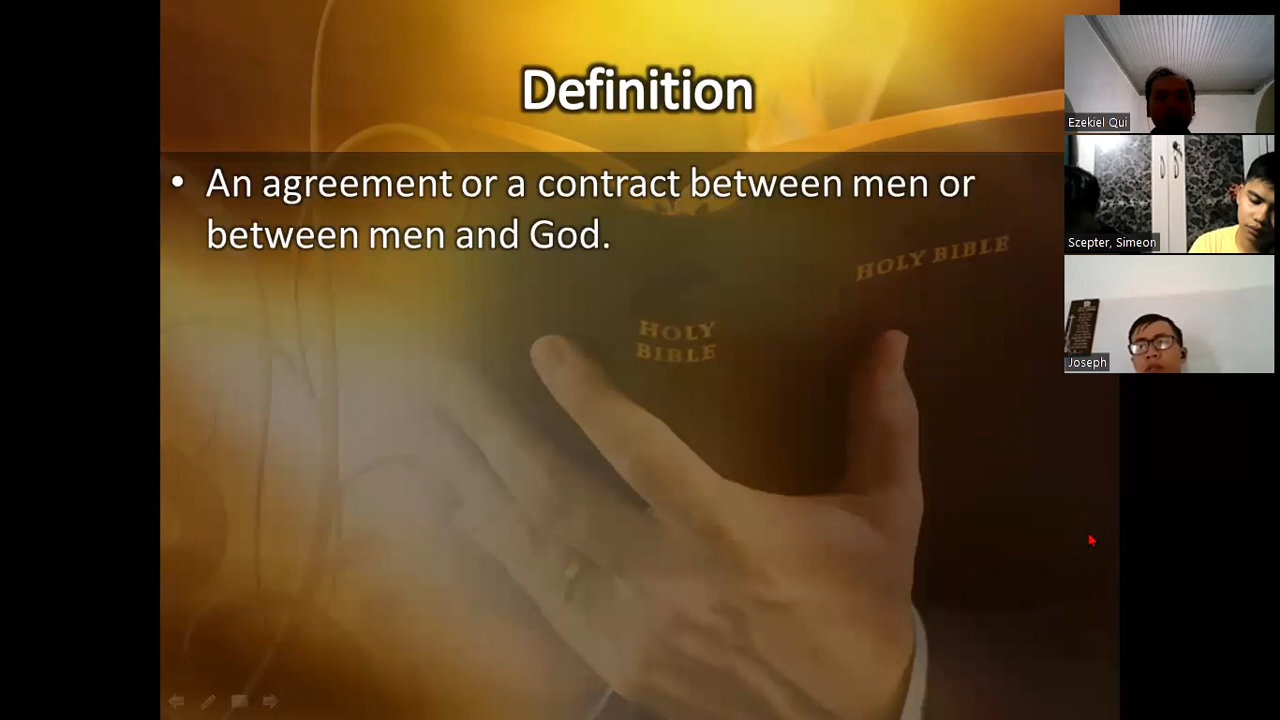 Definition
• An agreement or a contract between men or
between men and God.
HOLY BIBLE
HOLY
BIBLE
Ezekiel Qui
Scepter, Simeon
Joseph